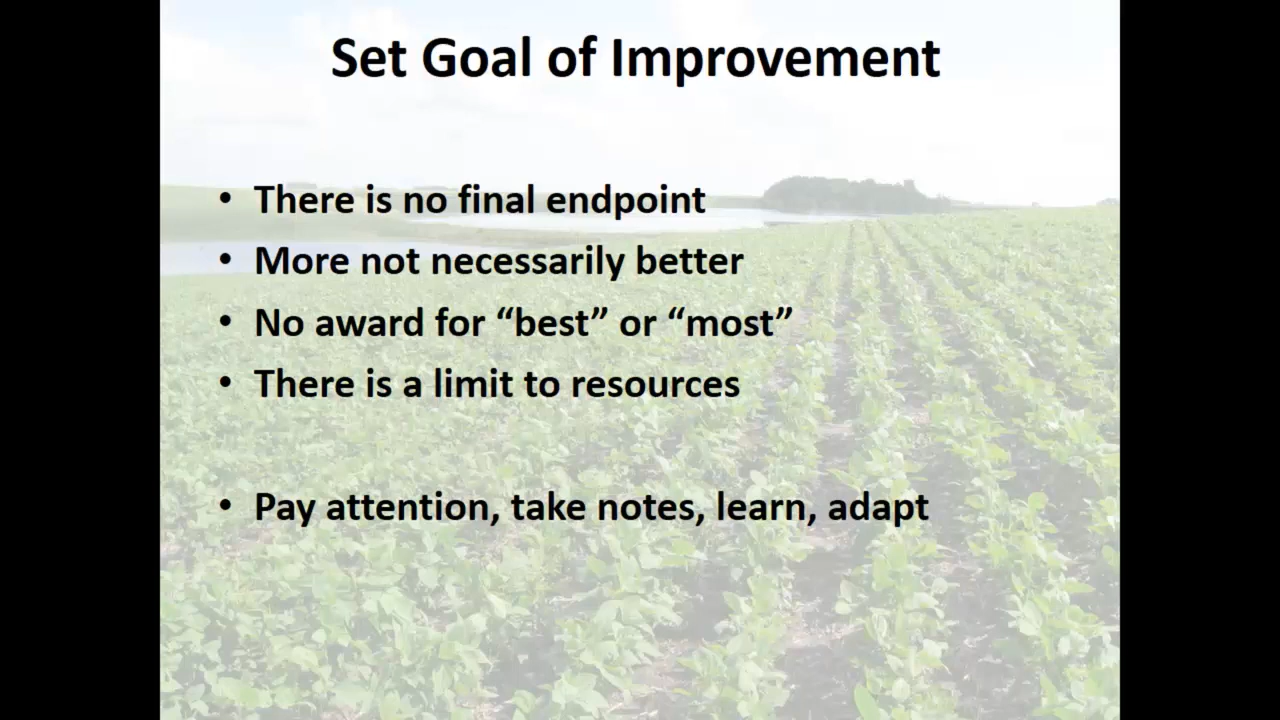 Set Goal of Improvement
• There is no final endpoint
• More not necessarily better
• No award for “best” or “most”
• There is a limit to resources
• Pay attention, take notes, learn, adapt